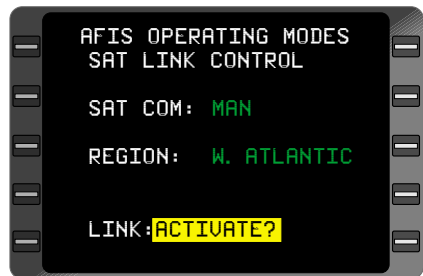 AFIS OPERATING MODES
SAT LINK CONTROL
SAT COM: MAN
REGION: W. ATLANTIC
LINK:ACTIVATE?